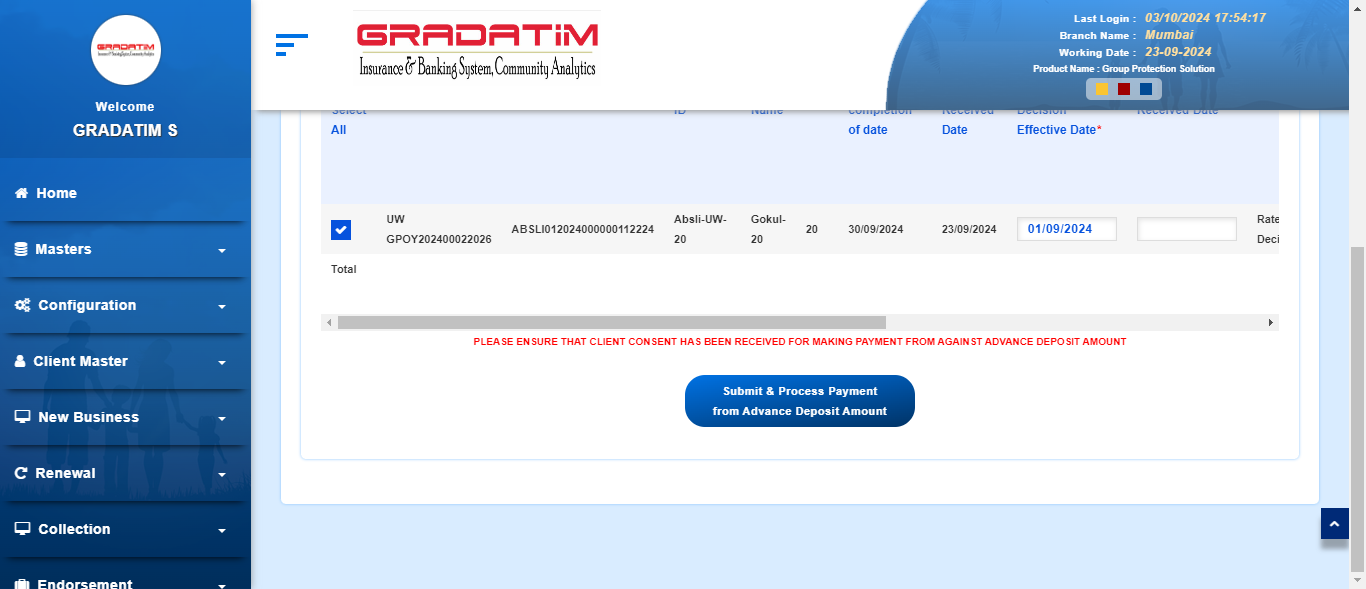 GRADATiM
Insurance & Banking System, Community Analytics
Welcome
GRADATIM S
Home
Masters
Configuration
Client Master
New Business
Renewal
Collection
Endorsement
GRADATiM
Insurance & Banking System, Community Analytics
Last Login : 03/10/2024 17:54:17
Branch Name : Mumbai
Working Date : 23-09-2024
Product Name : Group Protection Solution
Select ID Name completion Received Decision Received Date
All of date Date Effective Date*
UW Absli-UW- Gokul- Rate
GPOY202400022026 ABSLI012024000000112224 20 20 20 30/09/2024 23/09/2024 01/09/2024 Deci
Total
PLEASE ENSURE THAT CLIENT CONSENT HAS BEEN RECEIVED FOR MAKING PAYMENT FROM AGAINST ADVANCE DEPOSIT AMOUNT
Submit & Process Payment
from Advance Deposit Amount